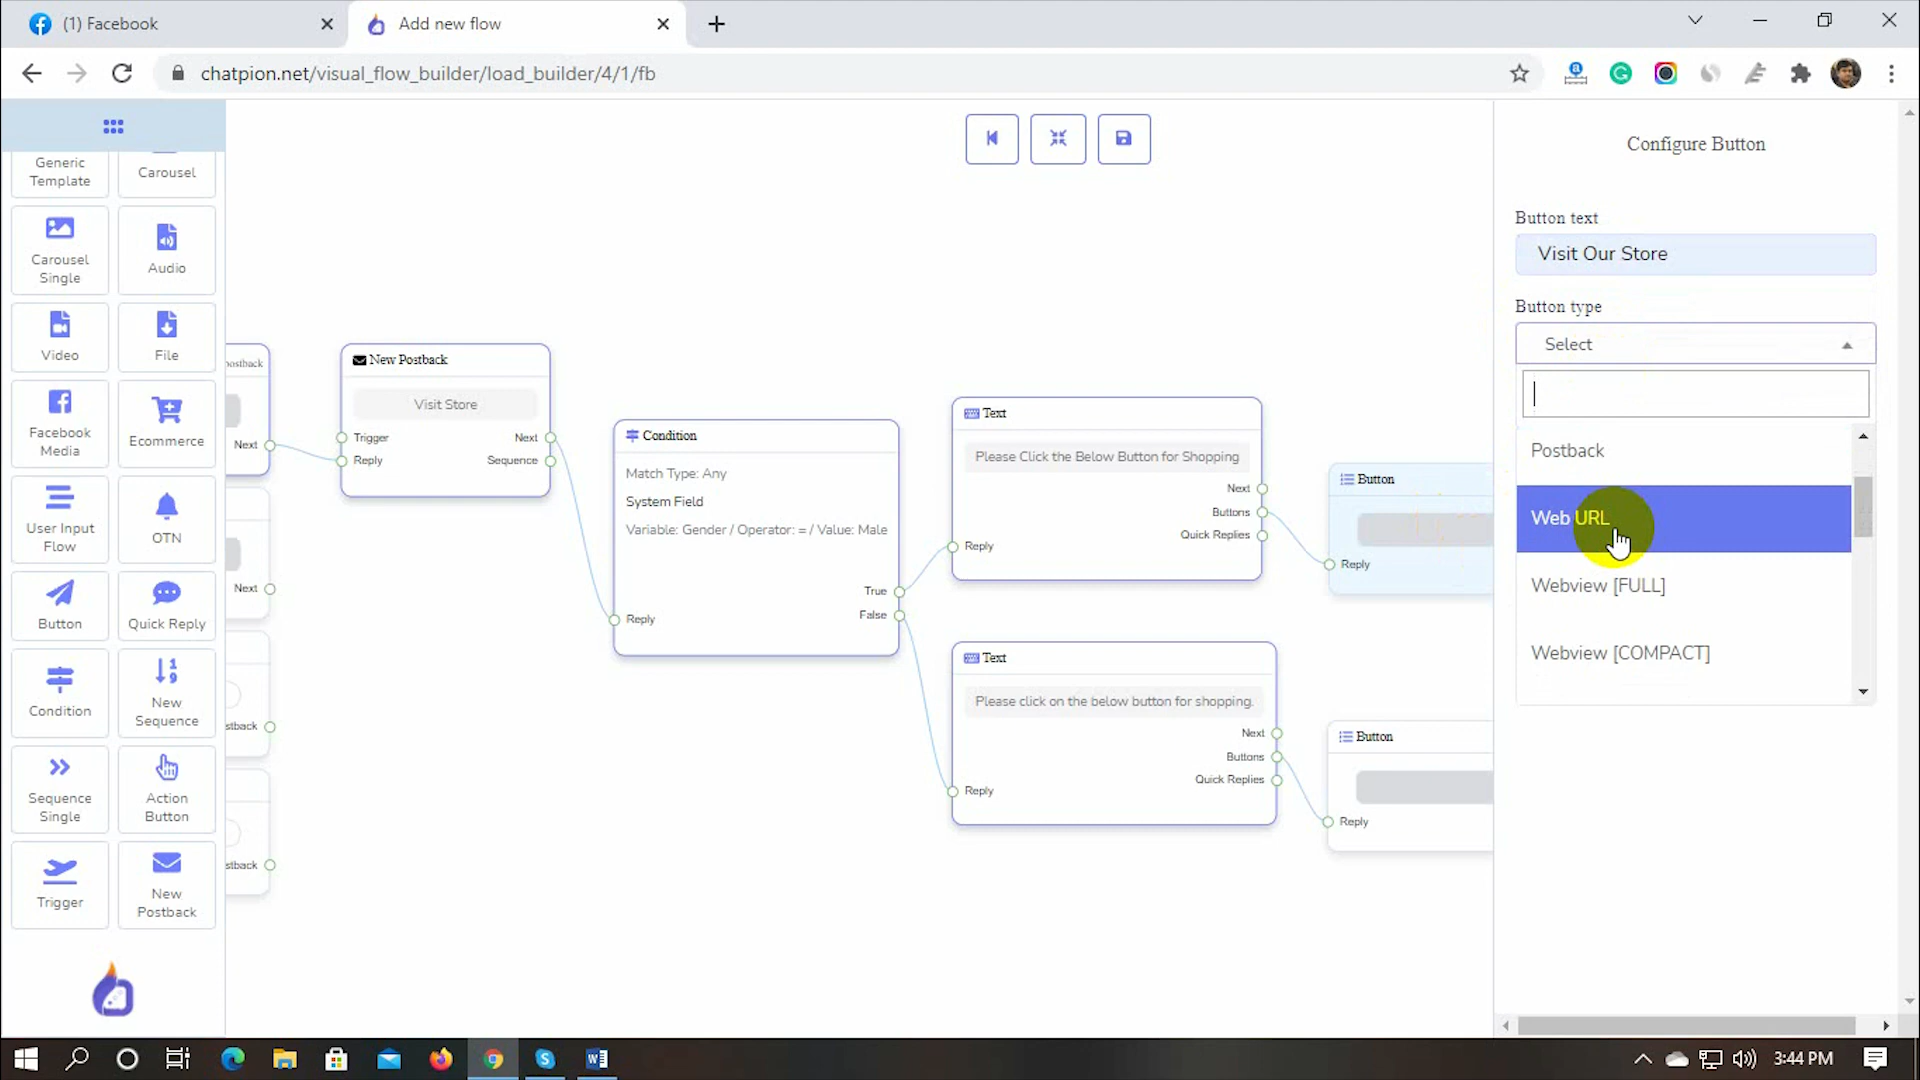 (1) Facebook
Add new flow
chatpion.net/visual_flow_builder/load_builder/4/1/fb
Generic
Template
Carousel
Carousel
Single
Audio
Video
File
Facebook
Media
Ecommerce
User Input
Flow
OTN
Button
Quick Reply
Condition
New
Sequence
Sequence
Single
Action
Button
Trigger
New
Postback
Next
Next
New Postback
Visit Store
Trigger
Next
Reply
Sequence
Condition
Match Type: Any
System Field
Variable: Gender / Operator: = / Value: Male
True
False
Reply
Text
Please Click the Below Button for Shopping
Next
Buttons
Quick Replies
Reply
Text
Please click on the below button for shopping.
Next
Buttons
Quick Replies
Reply
Button
Reply
Button
Reply
Configure Button
Button text
Visit Our Store
Button type
Select
Postback
Web URL
Webview [FULL]
Webview [COMPACT]
3:44 PM